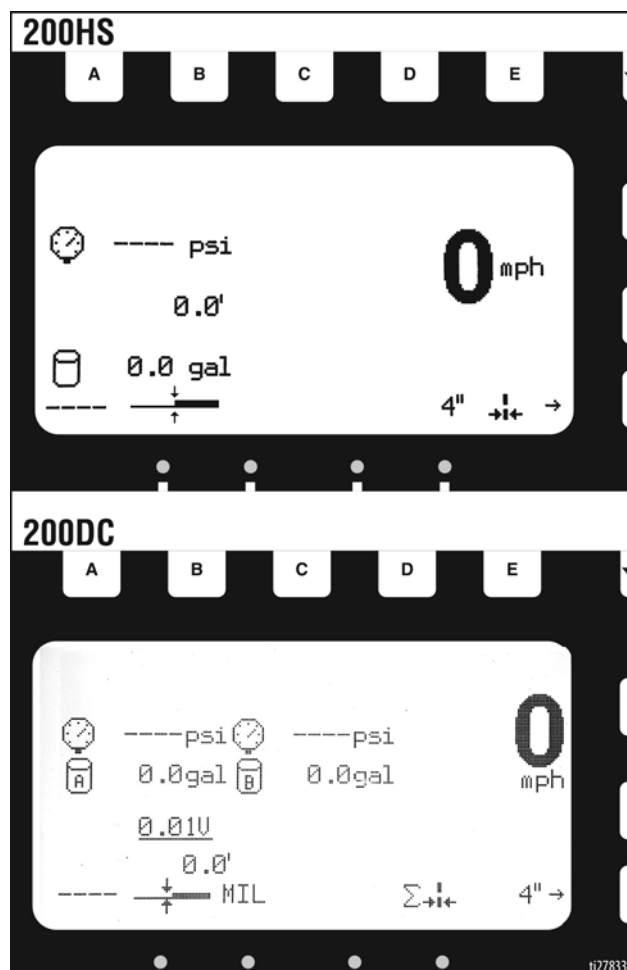 200HS
A B C D E
---- psi
0 mph
0.0'
0.0 gal
---- 4" →
200DC
A B C D E
----psi ----psi 0
A 0.0gal B 0.0gal mph
0.01V
0.0'
---- MIL Σ 4" →
ti27833